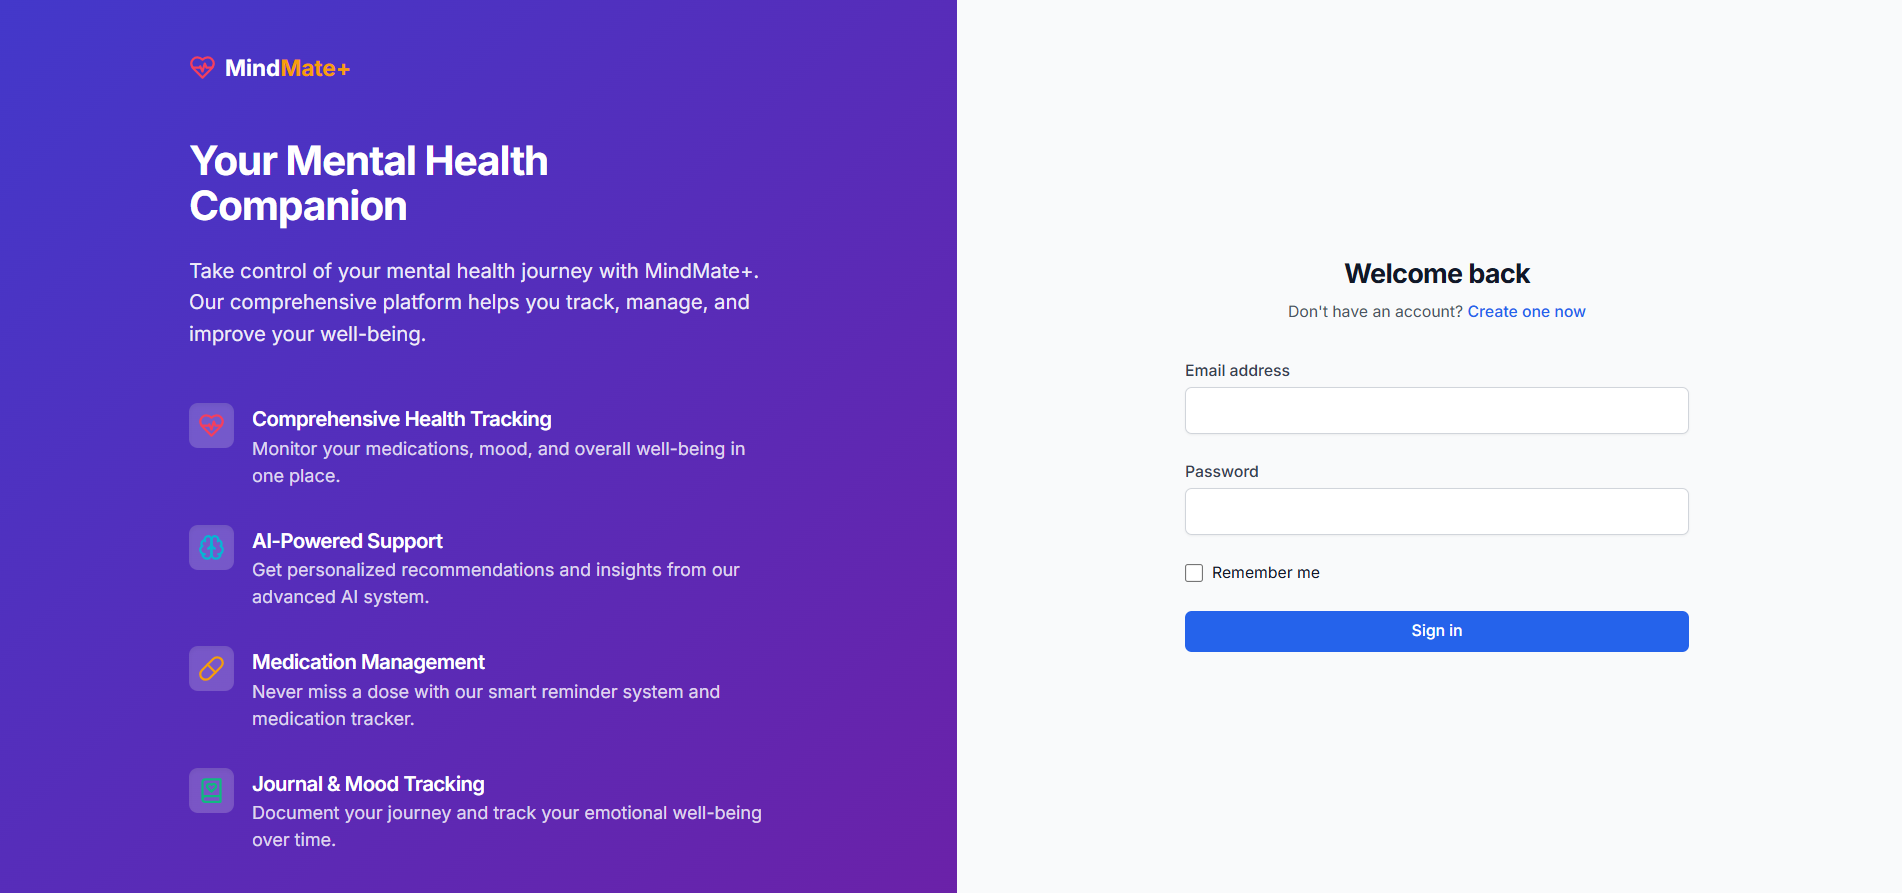 MindMate+
Your Mental Health
Companion
Take control of your mental health journey with MindMate+.
Our comprehensive platform helps you track, manage, and
improve your well-being.
Comprehensive Health Tracking
Monitor your medications, mood, and overall well-being in
one place.
AI-Powered Support
Get personalized recommendations and insights from our
advanced AI system.
Medication Management
Never miss a dose with our smart reminder system and
medication tracker.
Journal & Mood Tracking
Document your journey and track your emotional well-being
over time.
Welcome back
Don't have an account? Create one now
Email address
Password
Remember me
Sign in